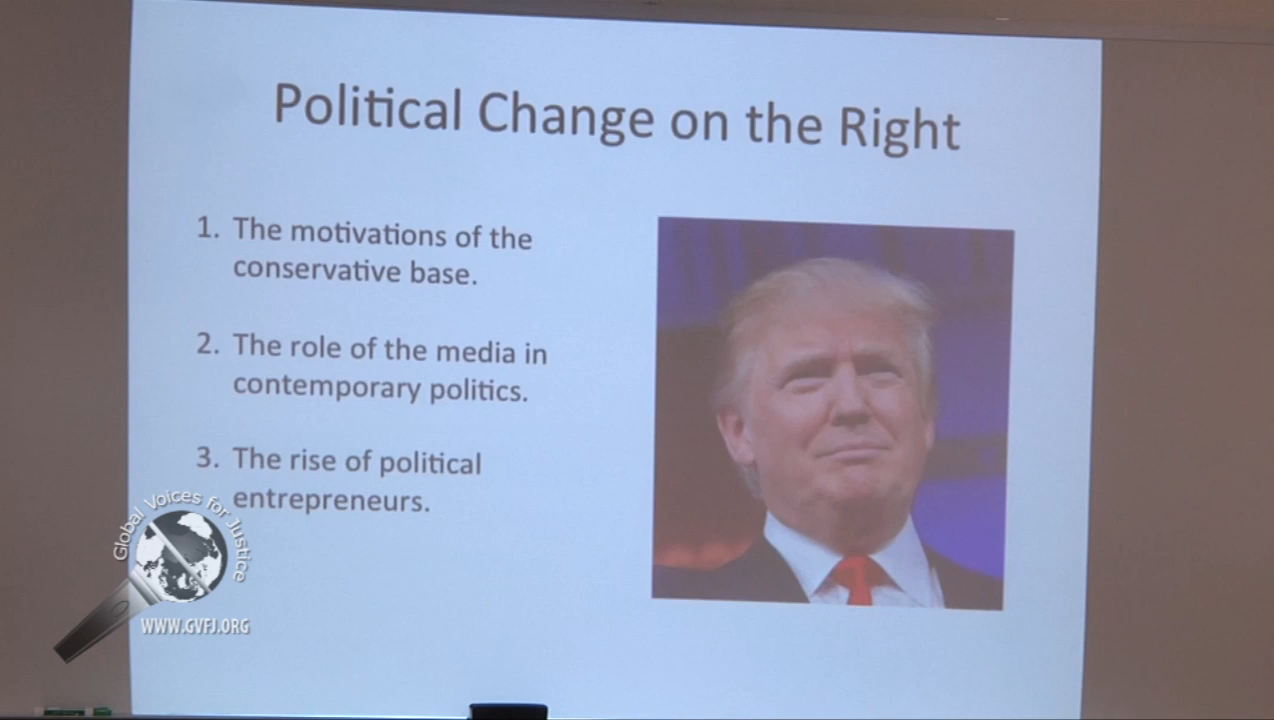 Political Change on the Right
1. The motivations of the
conservative base.
2. The role of the media in
contemporary politics.
3. The rise of political
entrepreneurs.
Global Voices for Justice
WWW.GVFJ.ORG